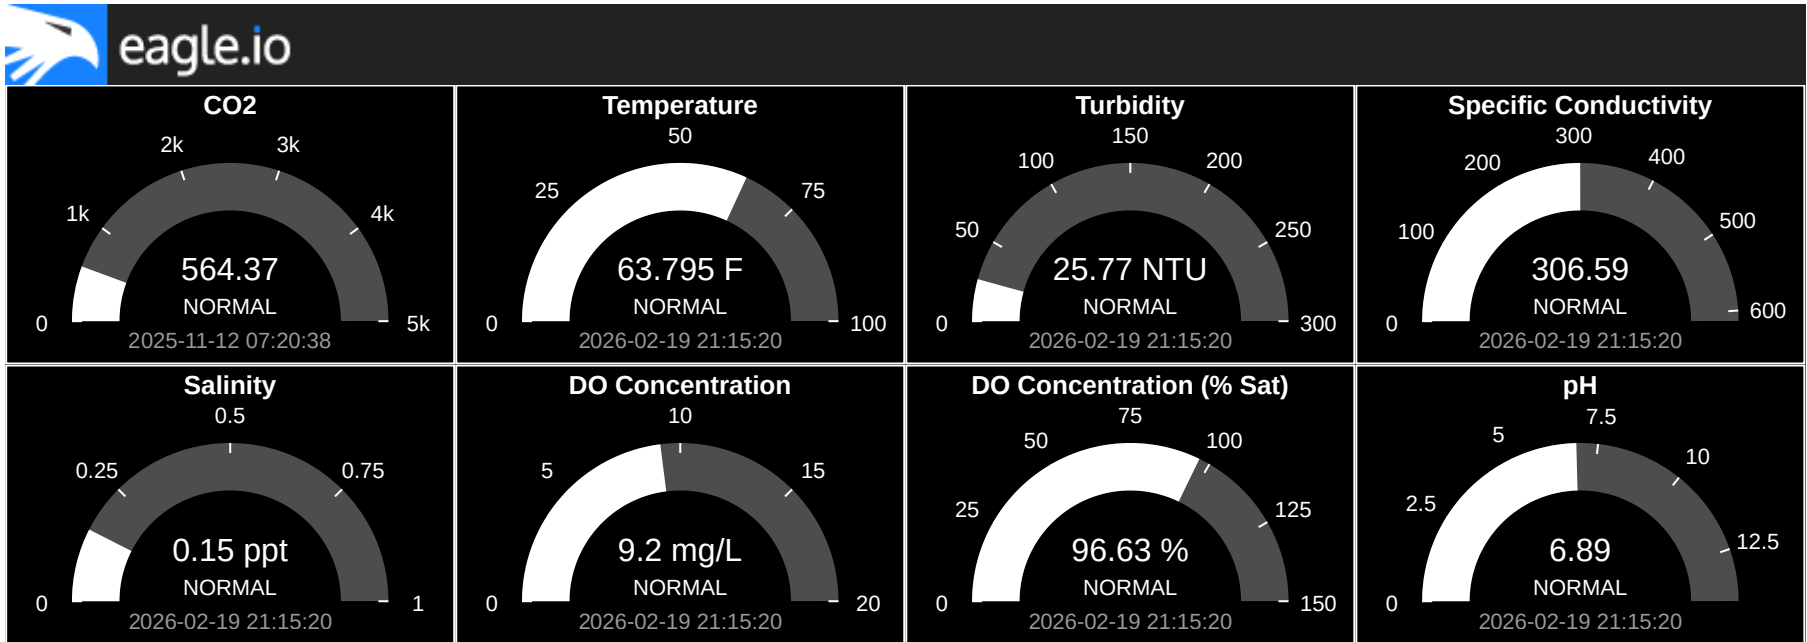 eagle.io
CO2
2k
3k
1k
4k
564.37
NORMAL
0
5k
2025-11-12 07:20:38
Temperature
50
25
75
63.795 F
NORMAL
0
100
2026-02-19 21:15:20
Turbidity
150
100
200
50
250
25.77 NTU
NORMAL
0
300
2026-02-19 21:15:20
Specific Conductivity
300
200
400
100
500
306.59
NORMAL
0
600
2026-02-19 21:15:20
Salinity
0.5
0.25
0.75
0.15 ppt
NORMAL
0
1
2026-02-19 21:15:20
DO Concentration
10
5
15
9.2 mg/L
NORMAL
0
20
2026-02-19 21:15:20
DO Concentration (% Sat)
75
50
100
25
125
96.63 %
NORMAL
0
150
2026-02-19 21:15:20
pH
7.5
5
10
2.5
12.5
6.89
NORMAL
0
2026-02-19 21:15:20